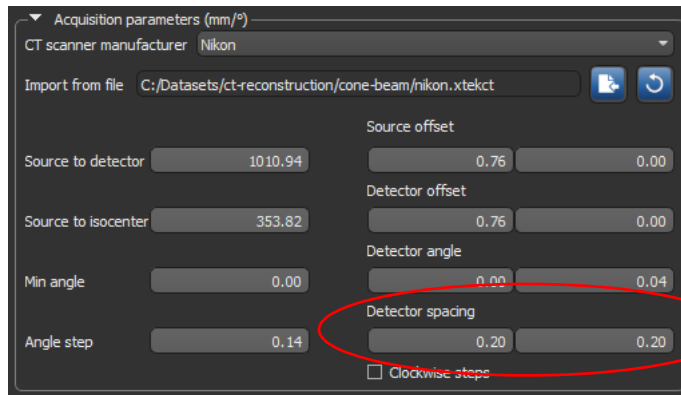 Acquisition parameters (mm/º)
CT scanner manufacturer Nikon
Import from file C:/Datasets/ct-reconstruction/cone-beam/nikon.xtekct
Source offset
Source to detector 1010.94 0.76 0.00
Detector offset
Source to isocenter 353.82 0.76 0.00
Detector angle
Min angle 0.00 0.00 0.04
Detector spacing
Angle step 0.14 0.20 0.20
Clockwise steps